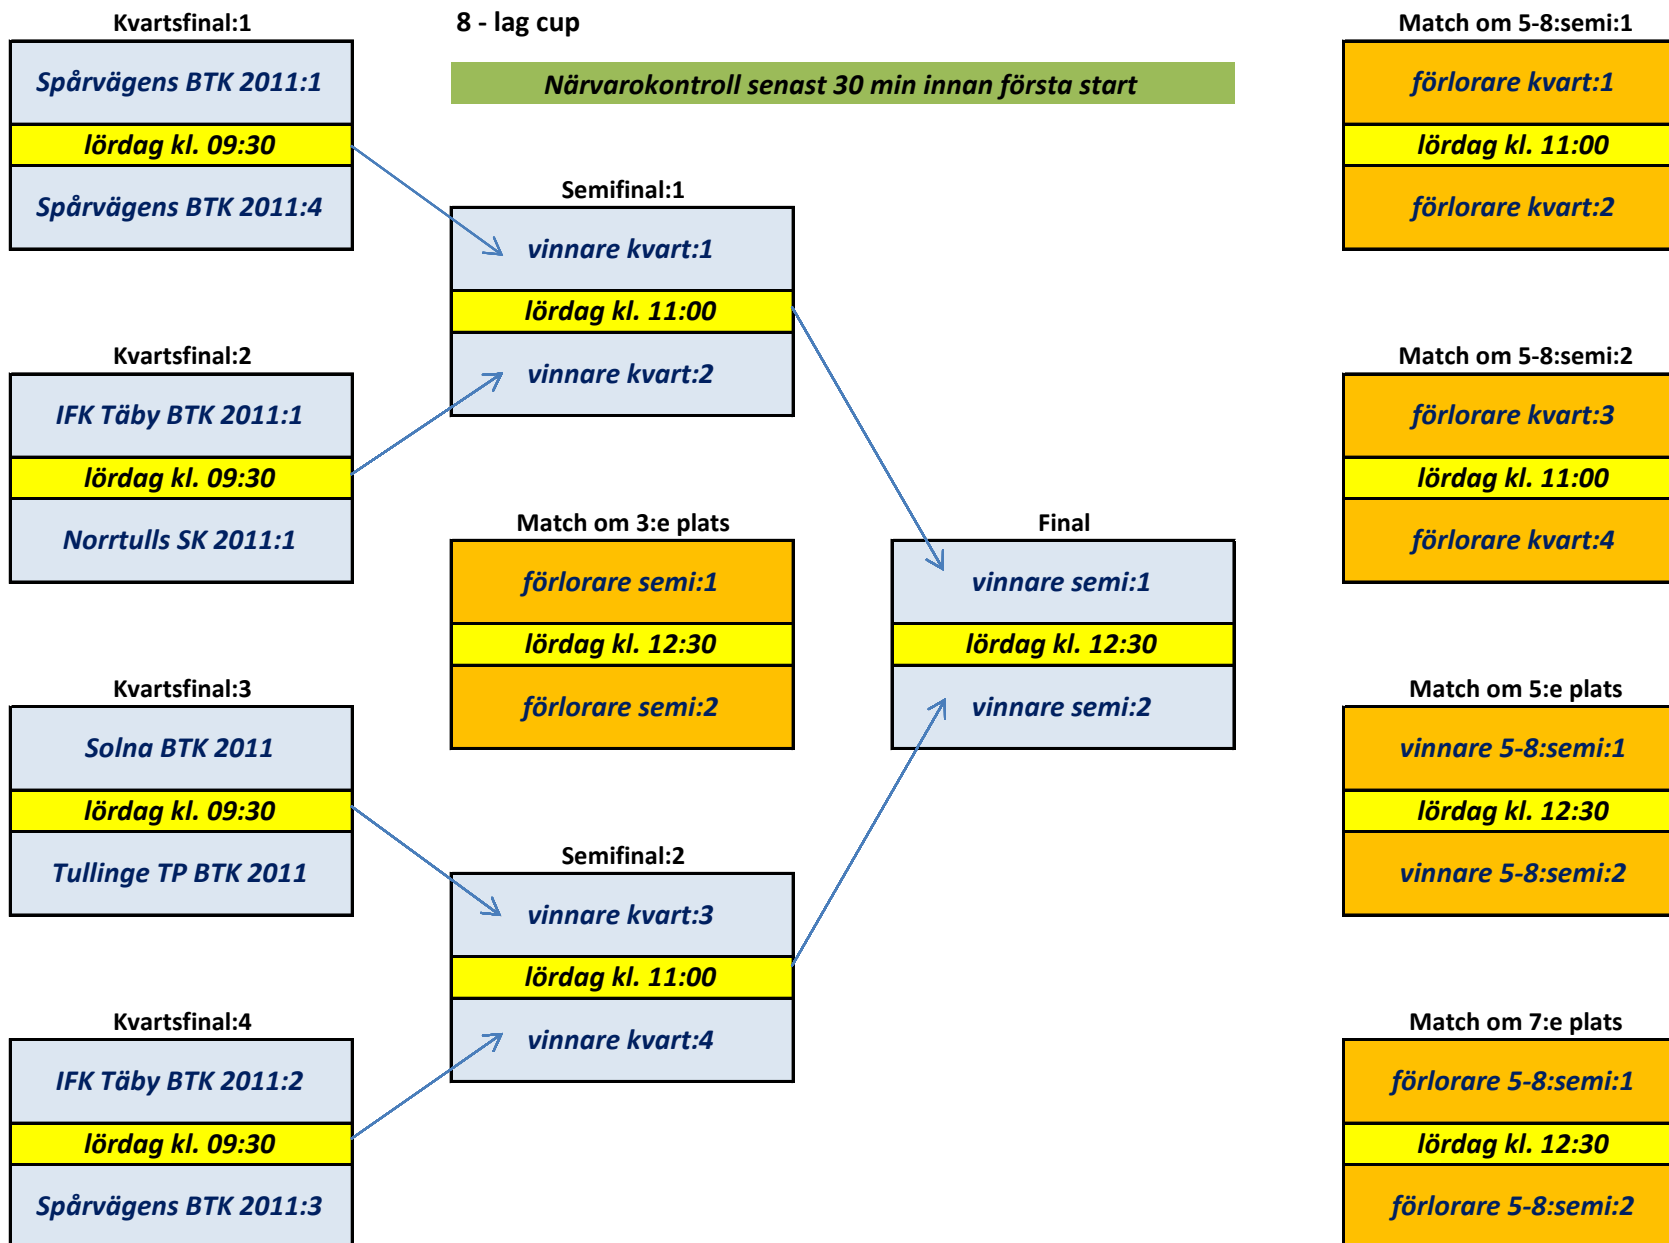 Kvartsfinal:1
Spårvägens BTK 2011:1
lördag kl. 09:30
Spårvägens BTK 2011:4
Kvartsfinal:2
IFK Täby BTK 2011:1
lördag kl. 09:30
Norrtulls SK 2011:1
Kvartsfinal:3
Solna BTK 2011
lördag kl. 09:30
Tullinge TP BTK 2011
Kvartsfinal:4
IFK Täby BTK 2011:2
lördag kl. 09:30
Spårvägens BTK 2011:3
8 - lag cup
Närvarokontroll senast 30 min innan första start
Semifinal:1
vinnare kvart:1
lördag kl. 11:00
vinnare kvart:2
Match om 3:e plats
förlorare semi:1
lördag kl. 12:30
förlorare semi:2
Semifinal:2
vinnare kvart:3
lördag kl. 11:00
vinnare kvart:4
Final
vinnare semi:1
lördag kl. 12:30
vinnare semi:2
Match om 5-8:semi:1
förlorare kvart:1
lördag kl. 11:00
förlorare kvart:2
Match om 5-8:semi:2
förlorare kvart:3
lördag kl. 11:00
förlorare kvart:4
Match om 5:e plats
vinnare 5-8:semi:1
lördag kl. 12:30
vinnare 5-8:semi:2
Match om 7:e plats
förlorare 5-8:semi:1
lördag kl. 12:30
förlorare 5-8:semi:2